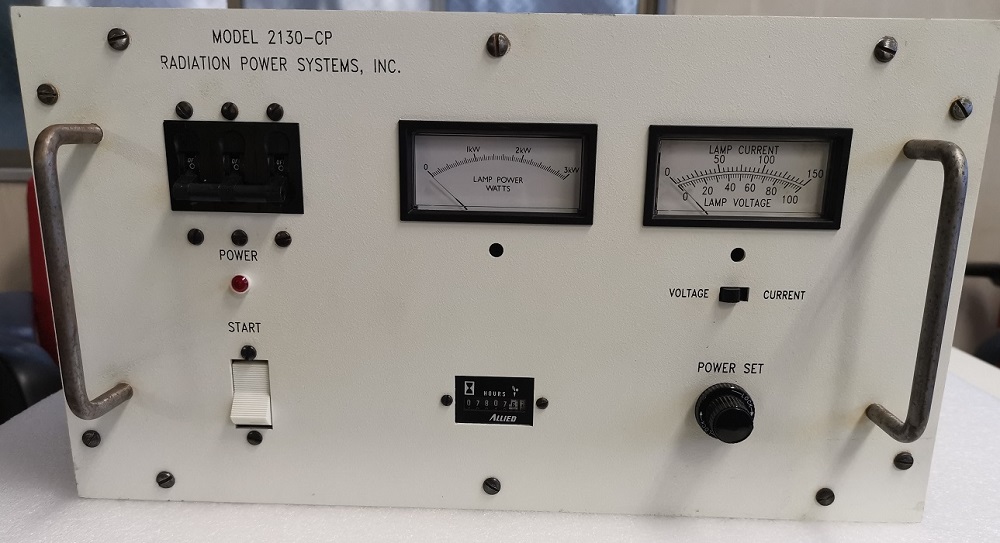 MODEL 2130-CP
RADIATION POWER SYSTEMS, INC.
0 1kW 2kW 3kW
LAMP POWER
WATTS
LAMP CURRENT
0 50 100 150
0 20 40 60 80 100
LAMP VOLTAGE
POWER
VOLTAGE CURRENT
START
POWER SET
HOURS
ALLIED